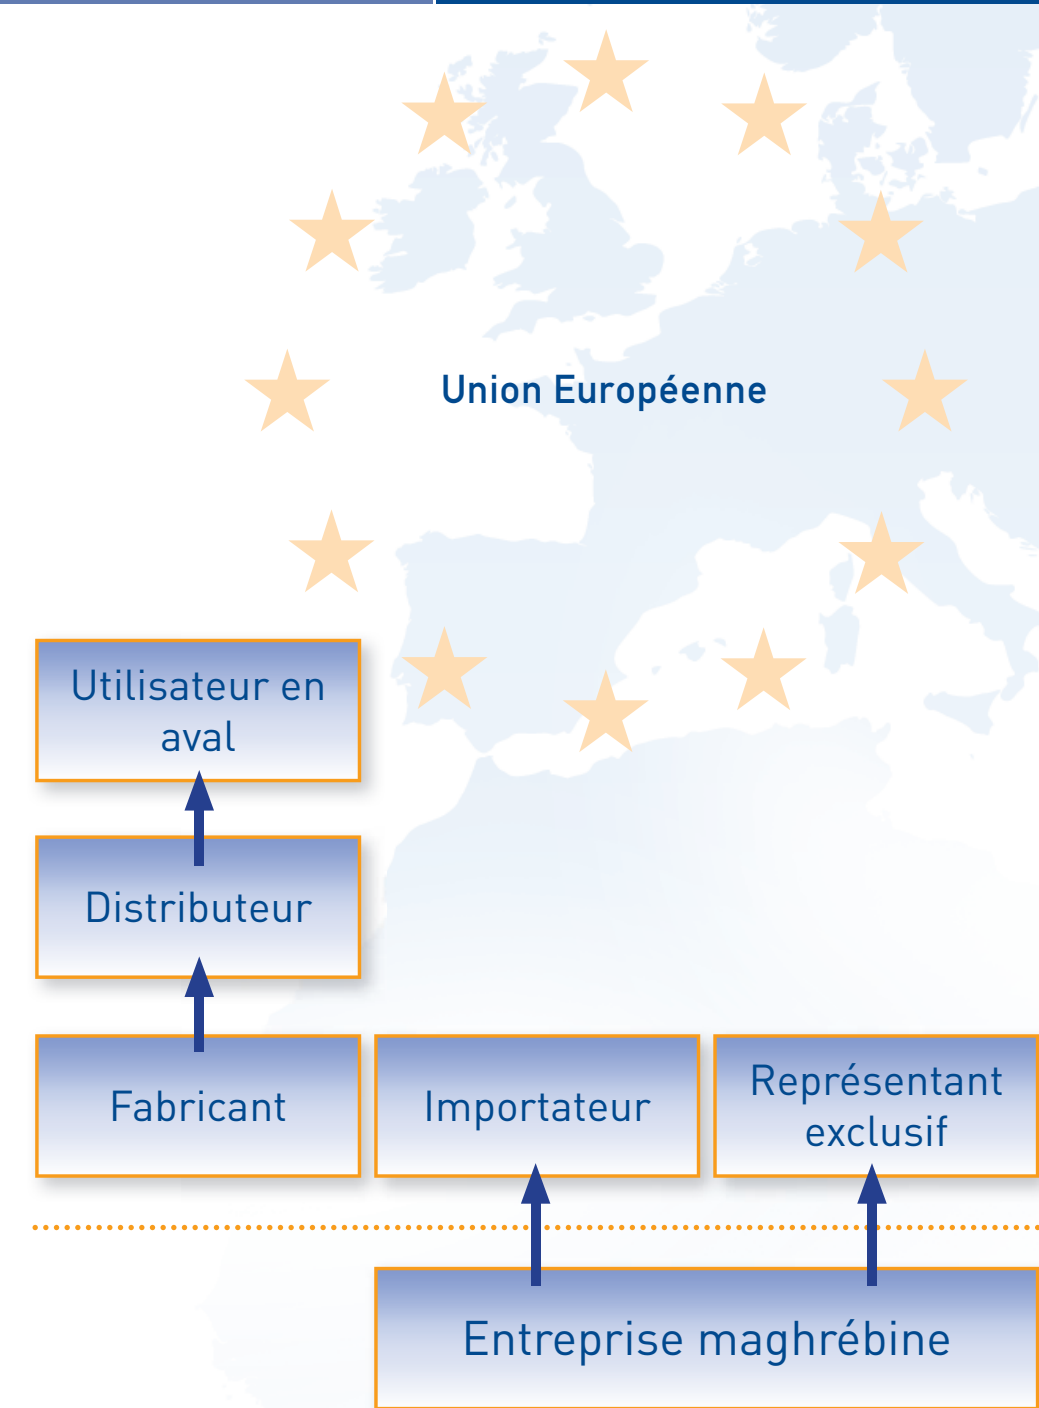 Union Européenne
Utilisateur en
aval
Distributeur
Fabricant
Importateur
Représentant
exclusif
Entreprise maghrébine